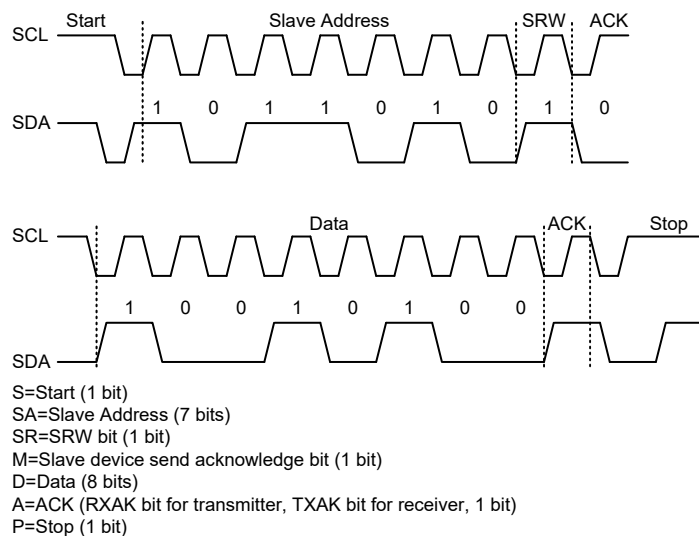 Start Slave Address SRW ACK
SCL
1 0 1 1 0 1 0 1 0
SDA
Data ACK Stop
SCL
1 0 0 1 0 1 0 0
SDA
S=Start (1 bit)
SA=Slave Address (7 bits)
SR=SRW bit (1 bit)
M=Slave device send acknowledge bit (1 bit)
D=Data (8 bits)
A=ACK (RXAK bit for transmitter, TXAK bit for receiver, 1 bit)
P=Stop (1 bit)